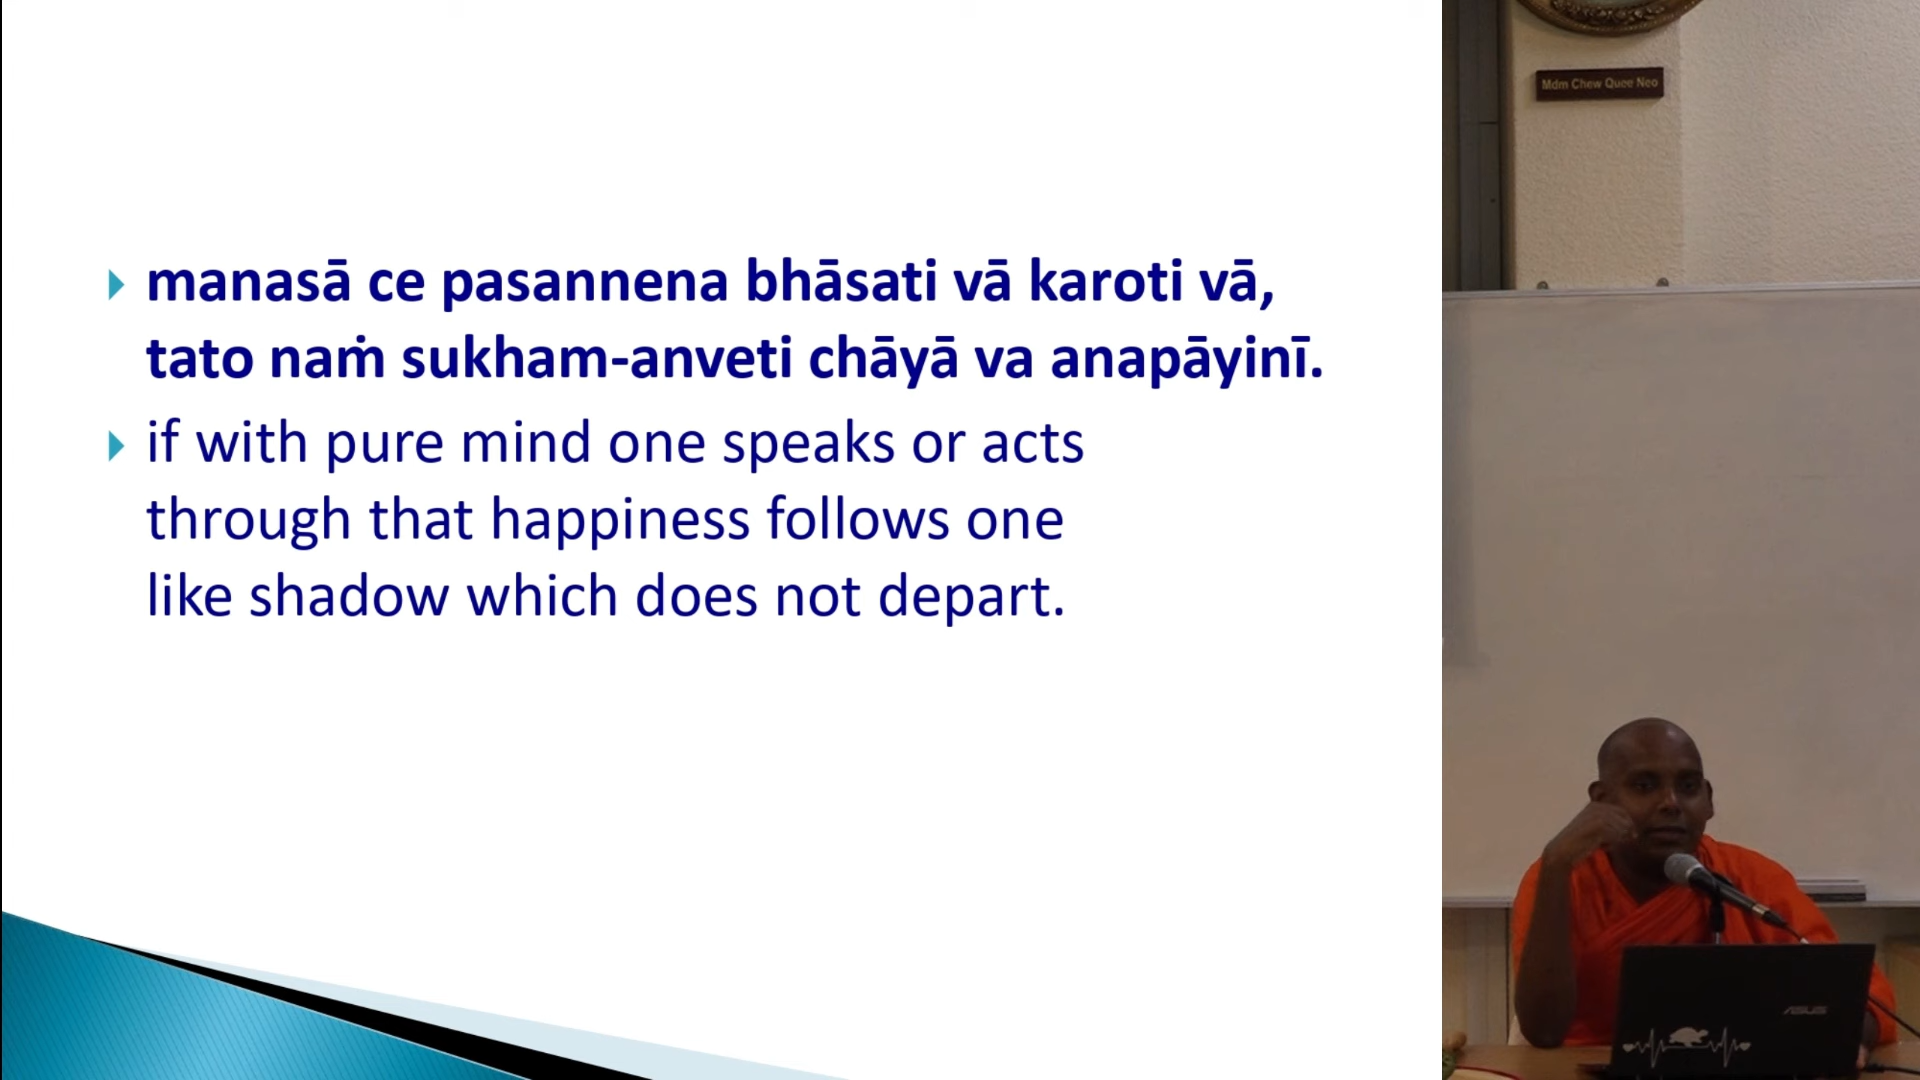 manasā ce pasannena bhāsati vā karoti vā,
tato naṁ sukham-anveti chāyā va anapāyinī.
if with pure mind one speaks or acts
through that happiness follows one
like shadow which does not depart.
Mdm Chew Quee Neo
ASUS